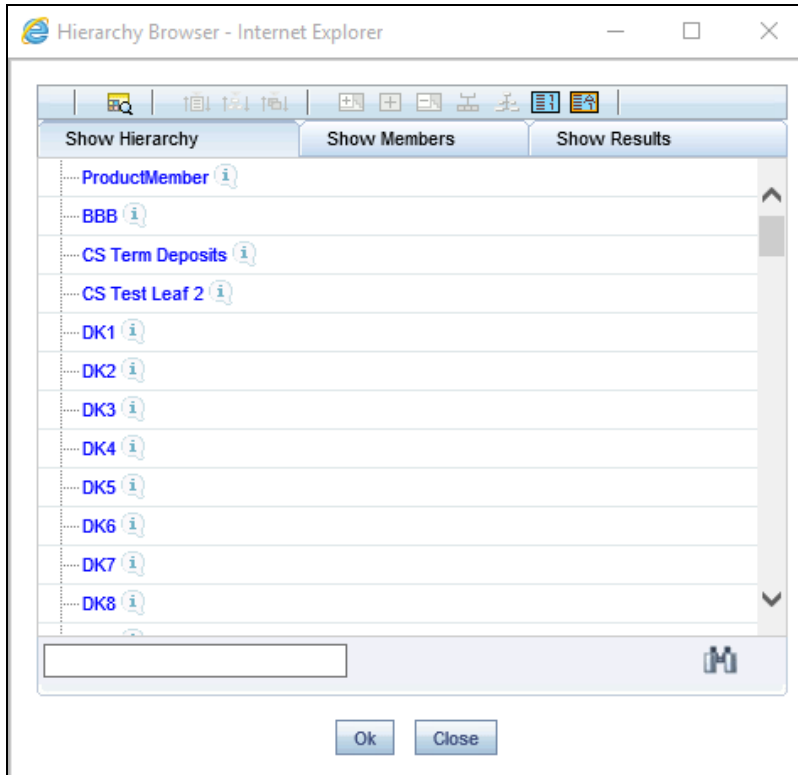 Hierarchy Browser - Internet Explorer
Show Hierarchy Show Members Show Results
ProductMember
BBB
CS Term Deposits
CS Test Leaf 2
DK1
DK2
DK3
DK4
DK5
DK6
DK7
DK8
Ok Close